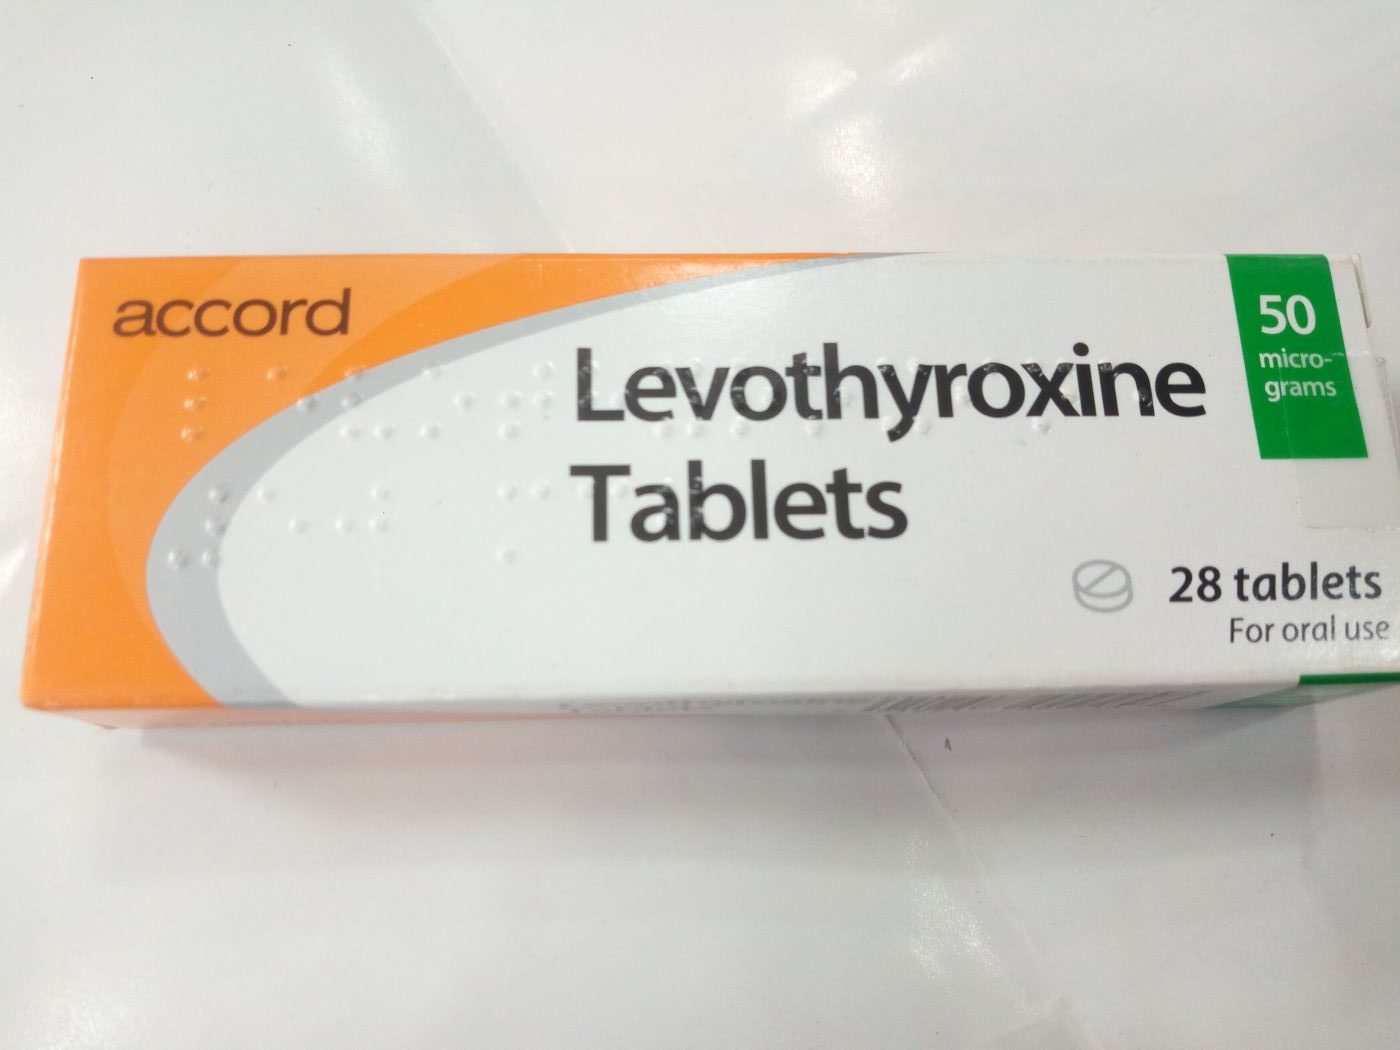 accord
Levothyroxine
Tablets
50
micro-
grams
28 tablets
For oral use